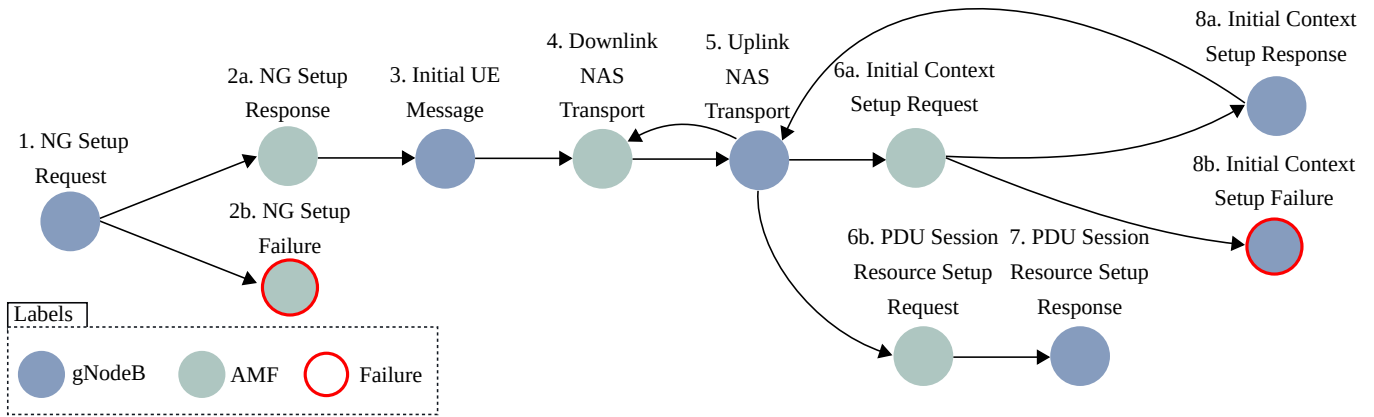 1. NG Setup
Request
2a. NG Setup
Response
2b. NG Setup
Failure
3. Initial UE
Message
4. Downlink
NAS
Transport
5. Uplink
NAS
Transport
6a. Initial Context
Setup Request
8a. Initial Context
Setup Response
8b. Initial Context
Setup Failure
6b. PDU Session
Resource Setup
Request
7. PDU Session
Resource Setup
Response
Labels
gNodeB
AMF
Failure